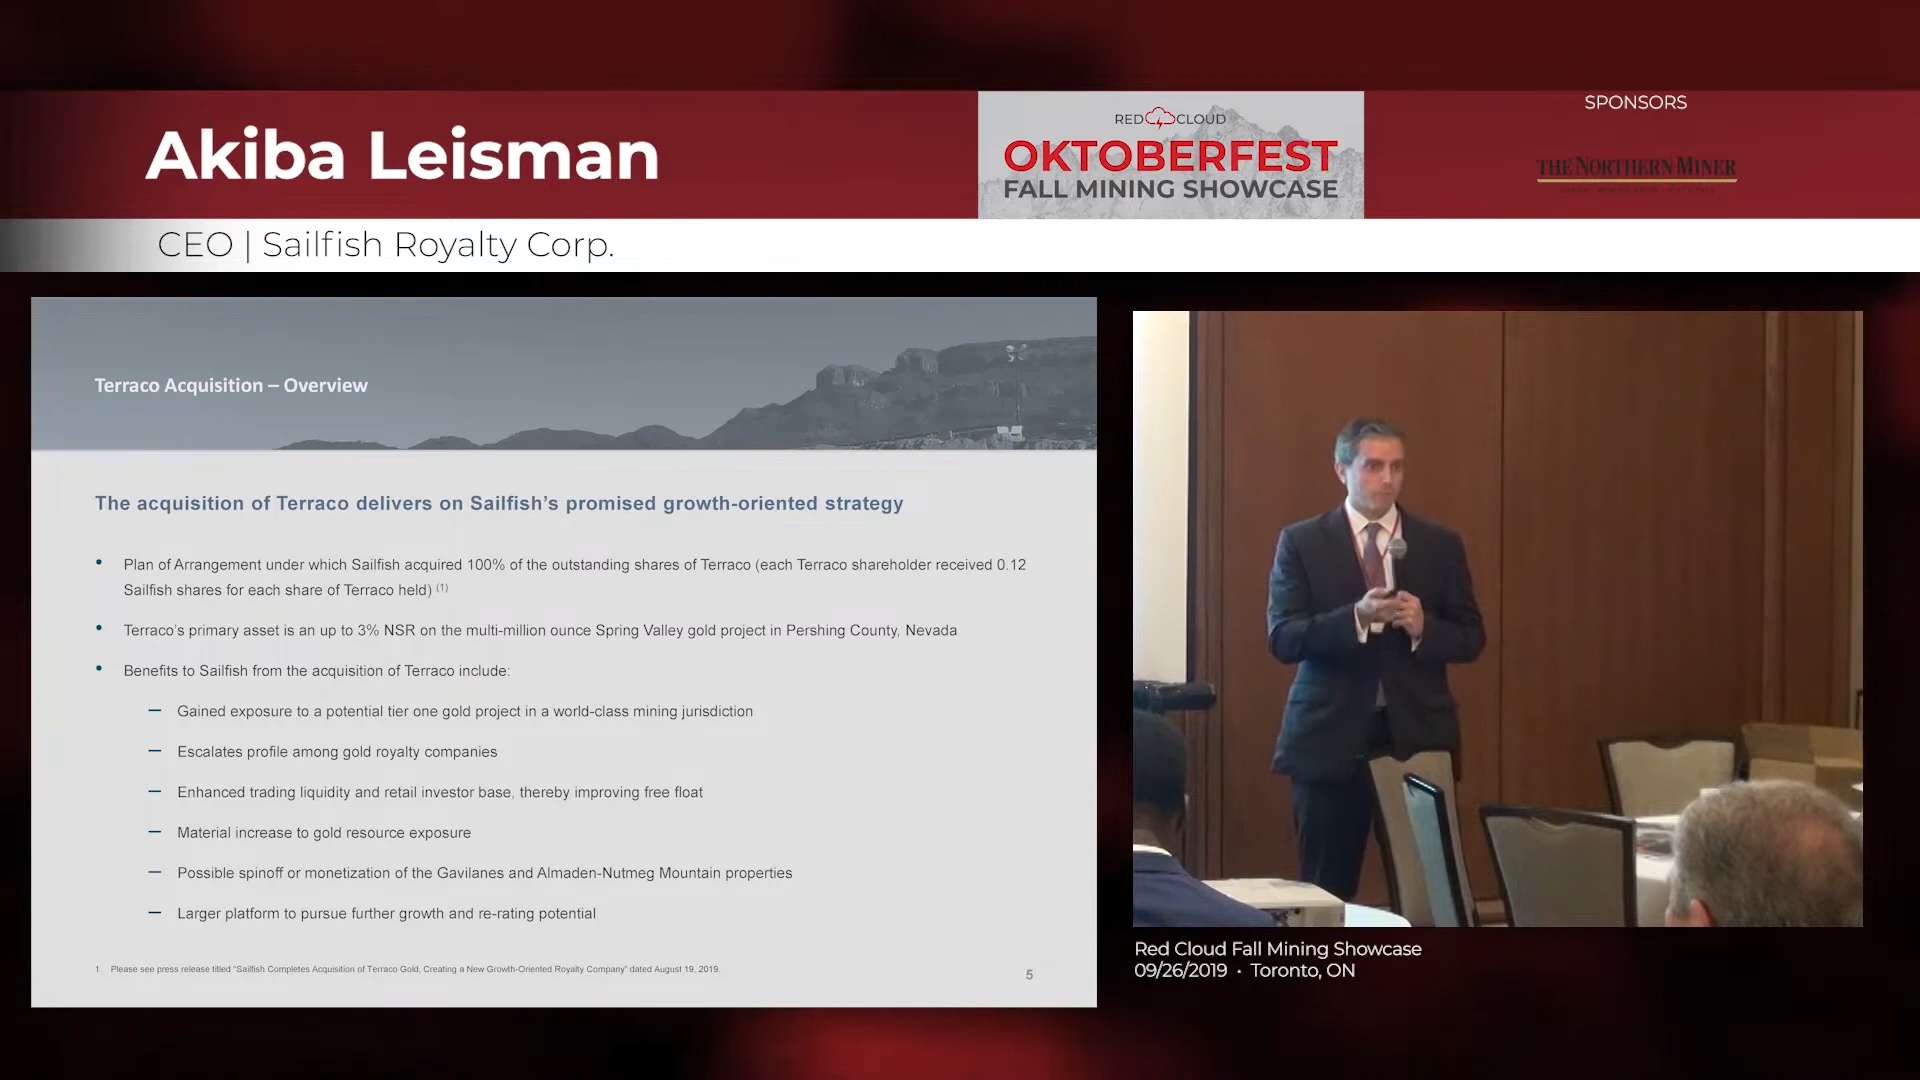 Akiba Leisman
CEO | Sailfish Royalty Corp.
RED CLOUD
OKTOBERFEST
FALL MINING SHOWCASE
SPONSORS
THE NORTHERN MINER
Terraco Acquisition – Overview
The acquisition of Terraco delivers on Sailfish’s promised growth-oriented strategy
• Plan of Arrangement under which Sailfish acquired 100% of the outstanding shares of Terraco (each Terraco shareholder received 0.12
Sailfish shares for each share of Terraco held) (1)
• Terraco’s primary asset is an up to 3% NSR on the multi-million ounce Spring Valley gold project in Pershing County, Nevada
• Benefits to Sailfish from the acquisition of Terraco include:
– Gained exposure to a potential tier one gold project in a world-class mining jurisdiction
– Escalates profile among gold royalty companies
– Enhanced trading liquidity and retail investor base, thereby improving free float
– Material increase to gold resource exposure
– Possible spinoff or monetization of the Gavilanes and Almaden-Nutmeg Mountain properties
– Larger platform to pursue further growth and re-rating potential
1. Please see press release titled “Sailfish Completes Acquisition of Terraco Gold, Creating a New Growth-Oriented Royalty Company” dated August 19, 2019.
5
Red Cloud Fall Mining Showcase
09/26/2019 • Toronto, ON